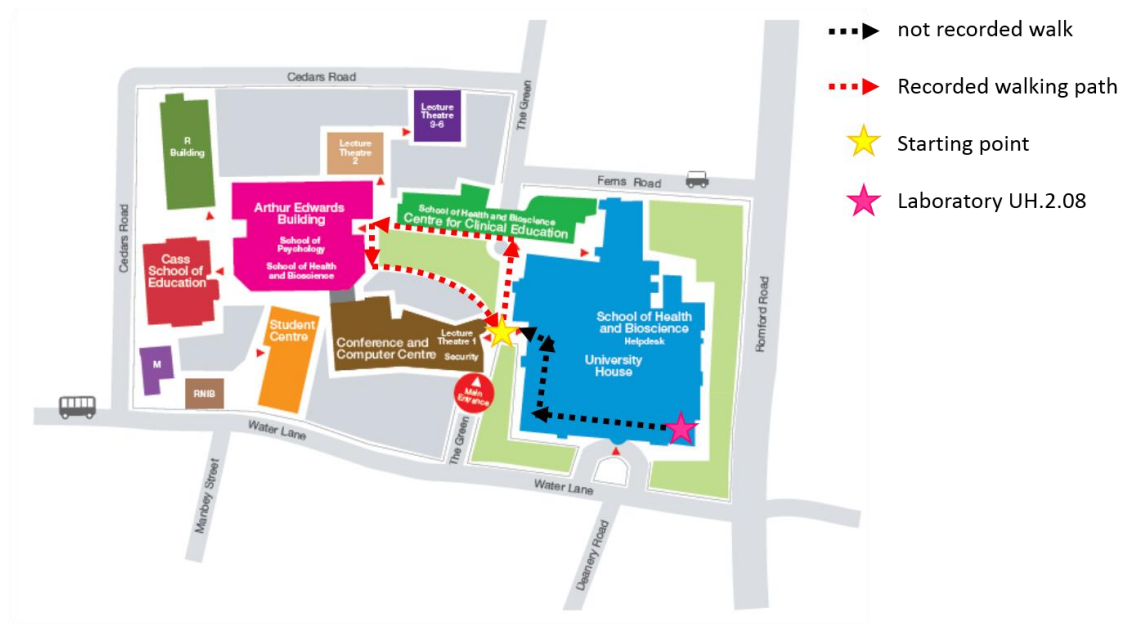 not recorded walk
Recorded walking path
Starting point
Laboratory UH.2.08
Cedars Road
The Green
Lecture
Theatre
3-6
R
Building
Lecture
Theatre
2
Ferns Road
Arthur Edwards
Building
School of
Psychology
School of Health
and Bioscience
School of Health and Bioscience
Centre for Clinical Education
Cedars Road
Cass
School of
Education
Student
Centre
Conference and
Computer Centre
Lecture
Theatre 1
Security
School of Health
and Bioscience
Helpdesk
University
House
Romford Road
M
RNIB
Main
Entrance
The Green
Water Lane
Water Lane
Manbey Street
Deanery Road